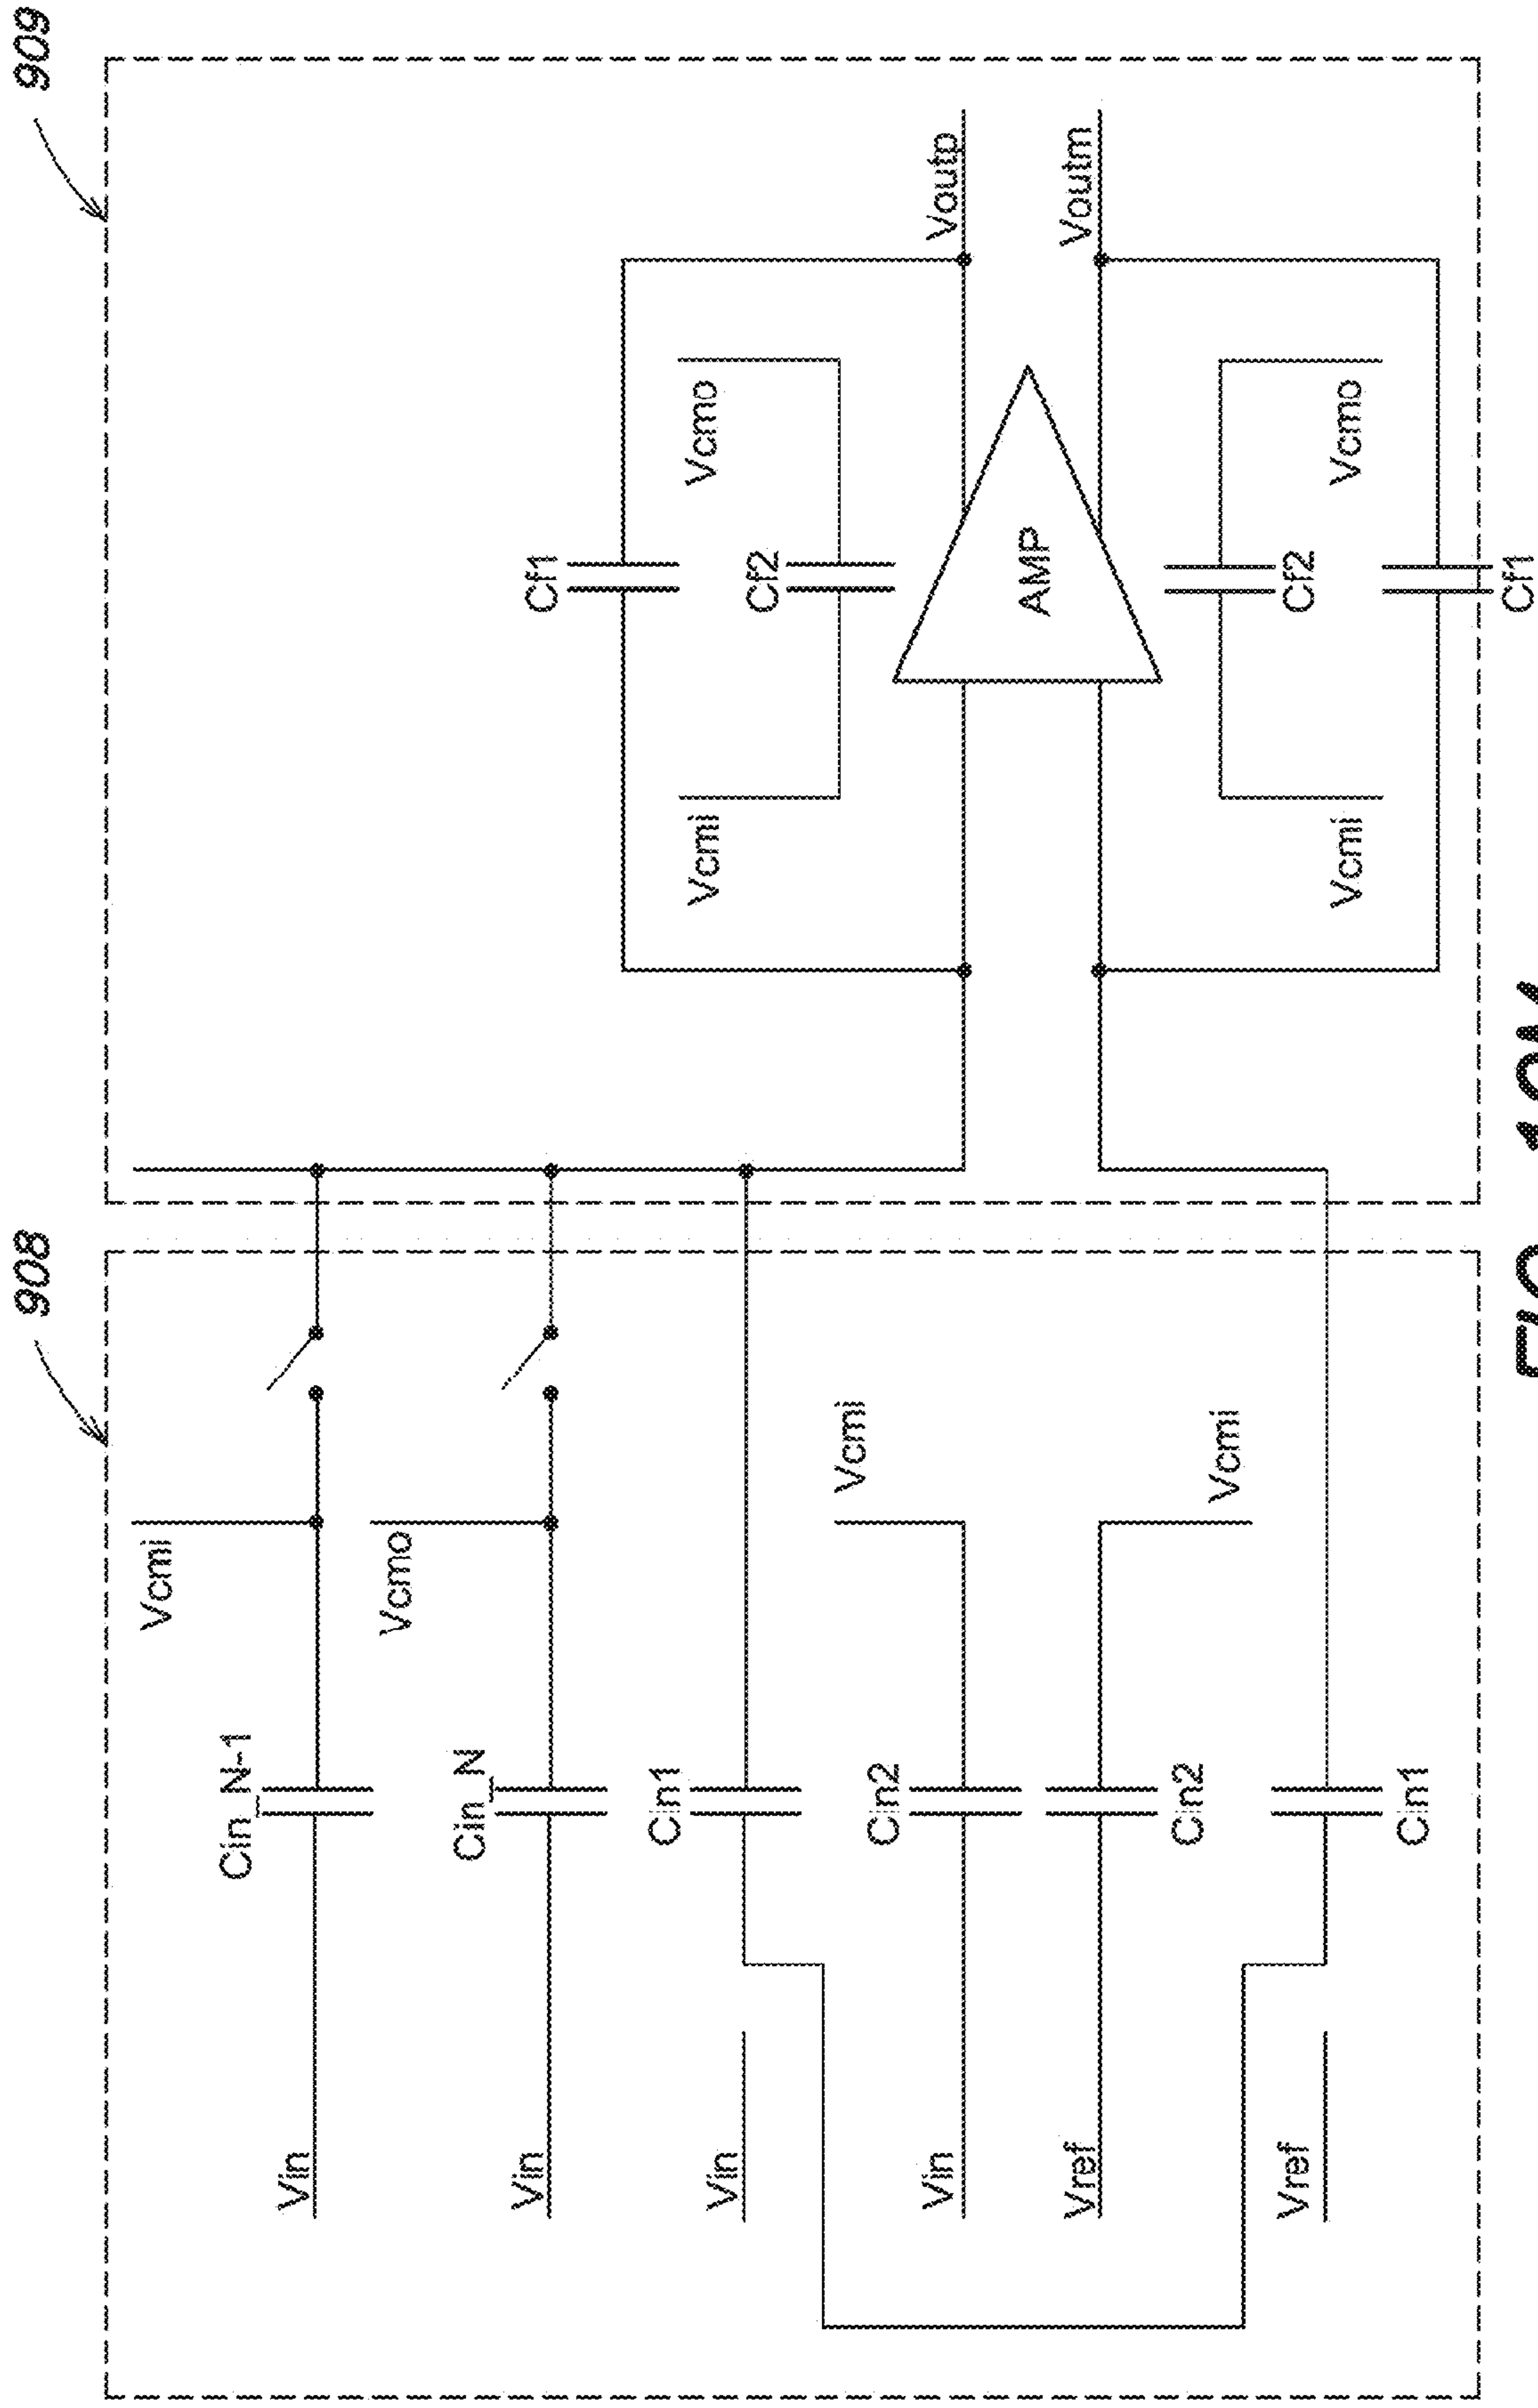 908
909
Vin
Cin_N-1
Vcmi
Vin
Cin_N
Vcmo
Vin
Cin1
Vin
Cin2
Vcmi
Vref
Cin2
Vcmi
Vref
Cin1
Cf1
Vcmi
Cf2
Vcmo
Voutp
AMP
Voutm
Vcmi
Cf2
Vcmo
Cf1